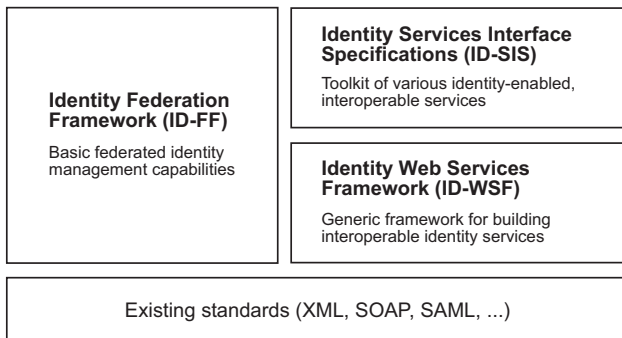 Identity Federation
Framework (ID-FF)
Basic federated identity
management capabilities
Identity Services Interface
Specifications (ID-SIS)
Toolkit of various identity-enabled,
interoperable services
Identity Web Services
Framework (ID-WSF)
Generic framework for building
interoperable identity services
Existing standards (XML, SOAP, SAML, ...)